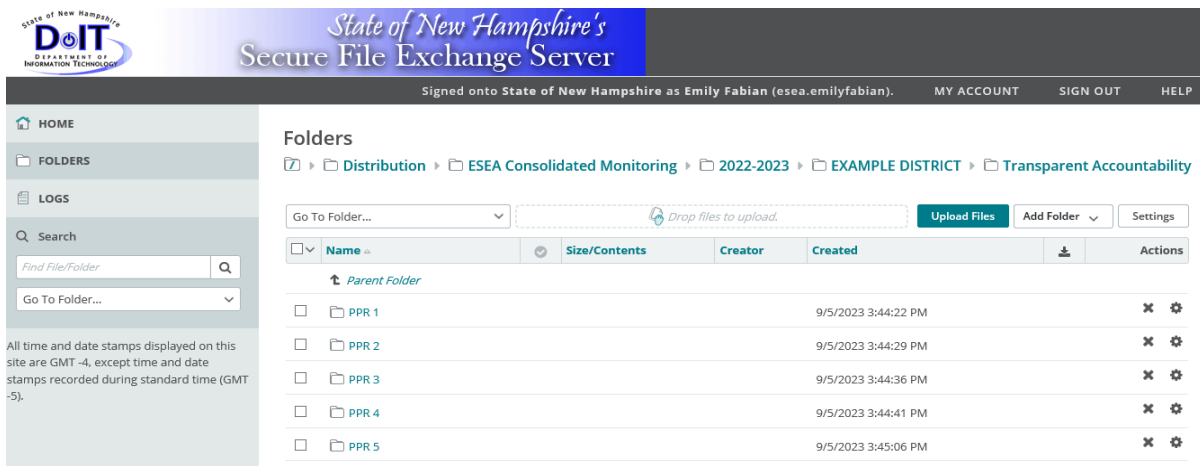 State of New Hampshire
DoIT
DEPARTMENT OF
INFORMATION TECHNOLOGY
State of New Hampshire's
Secure File Exchange Server
Signed onto State of New Hampshire as Emily Fabian (esea.emilyfabian). MY ACCOUNT SIGN OUT HELP
HOME
FOLDERS
LOGS
Search
Find File/Folder
Go To Folder...
All time and date stamps displayed on this
site are GMT -4, except time and date
stamps recorded during standard time (GMT
-5).
Folders
Distribution ESEA Consolidated Monitoring 2022-2023 EXAMPLE DISTRICT Transparent Accountability
Go To Folder... Drop files to upload. Upload Files Add Folder Settings
Name Size/Contents Creator Created Actions
Parent Folder
PPR 1 9/5/2023 3:44:22 PM
PPR 2 9/5/2023 3:44:29 PM
PPR 3 9/5/2023 3:44:36 PM
PPR 4 9/5/2023 3:44:41 PM
PPR 5 9/5/2023 3:45:06 PM